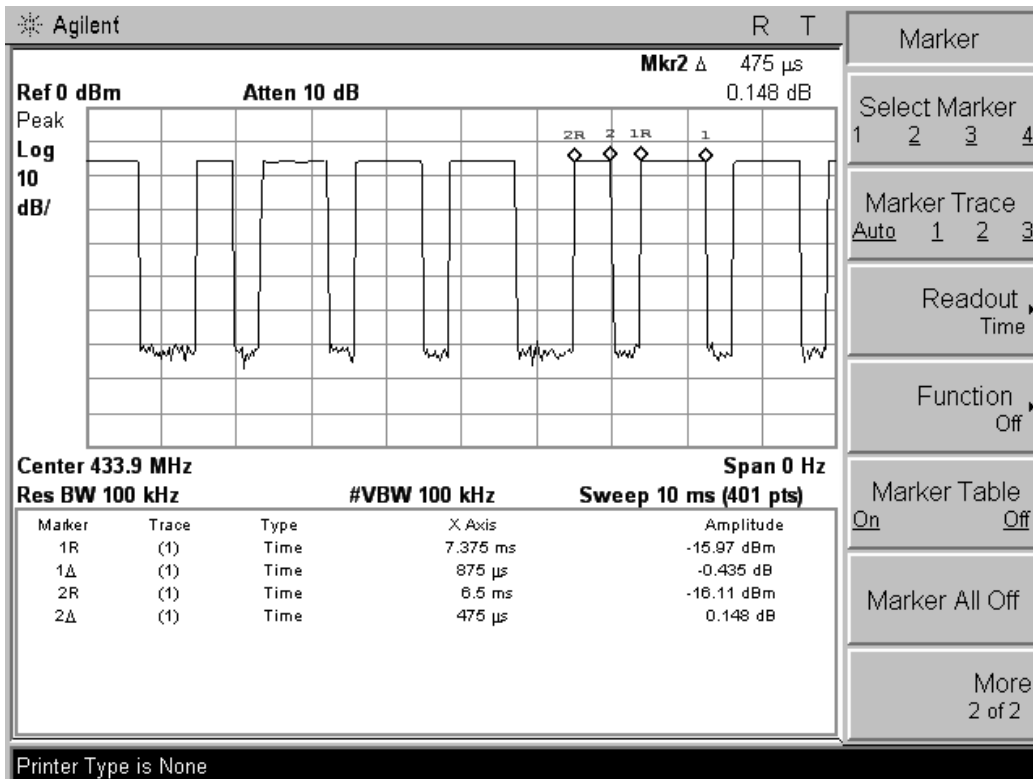 Agilent R T
Mkr2 Δ 475 μs
Ref 0 dBm Atten 10 dB 0.148 dB
Peak
Log
10
dB/
2R 2 1R 1
Center 433.9 MHz Span 0 Hz
Res BW 100 kHz #VBW 100 kHz Sweep 10 ms (401 pts)
Marker Trace Type X Axis Amplitude
1R (1) Time 7.375 ms -15.97 dBm
1Δ (1) Time 875 μs -0.435 dB
2R (1) Time 6.5 ms -16.11 dBm
2Δ (1) Time 475 μs 0.148 dB
Marker
Select Marker
1 2 3 4
Marker Trace
Auto 1 2 3
Readout
Time
Function
Off
Marker Table
On Off
Marker All Off
More
2 of 2
Printer Type is None